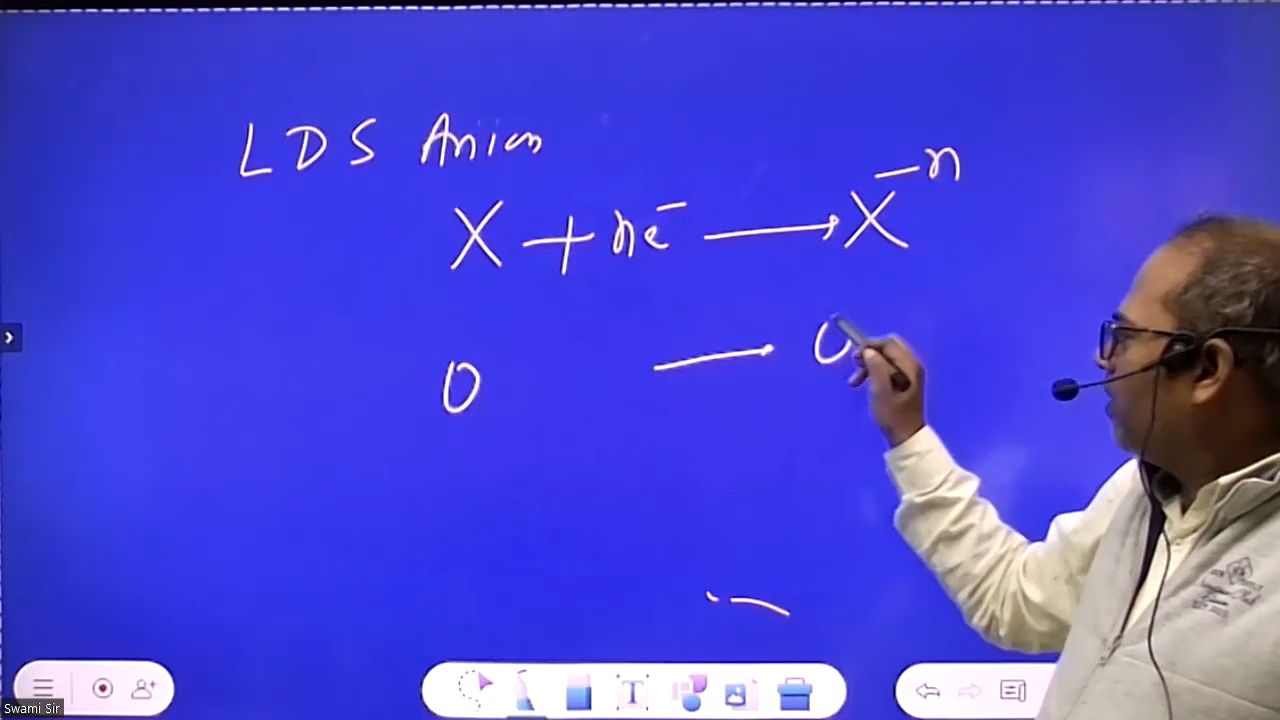 LDS Anion
X + ne⁻ → X⁻ⁿ
O → O
T
Swami Sir